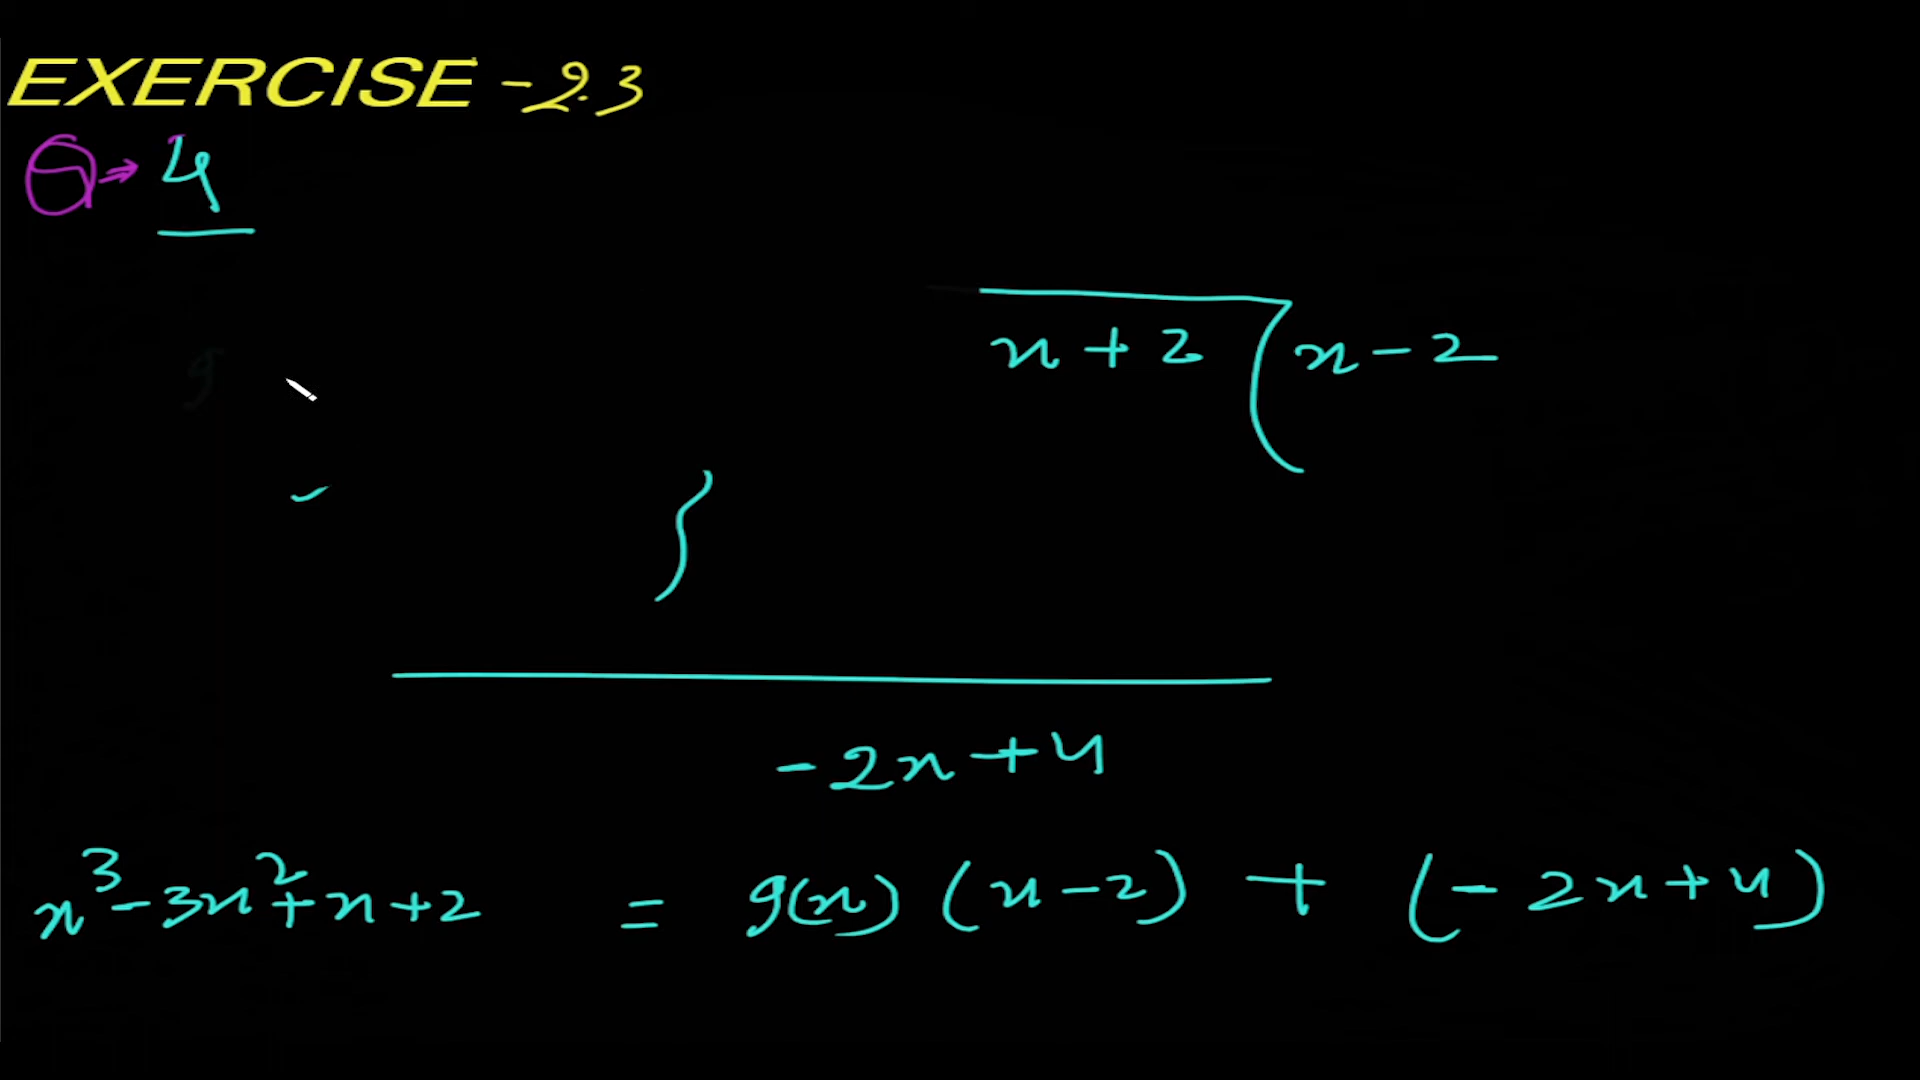 EXERCISE - 2.3
Q → 4
x + 2 ( x - 2
- 2x + 4
x³ - 3x² + x + 2 = g(x) (x - 2) + (- 2x + 4)